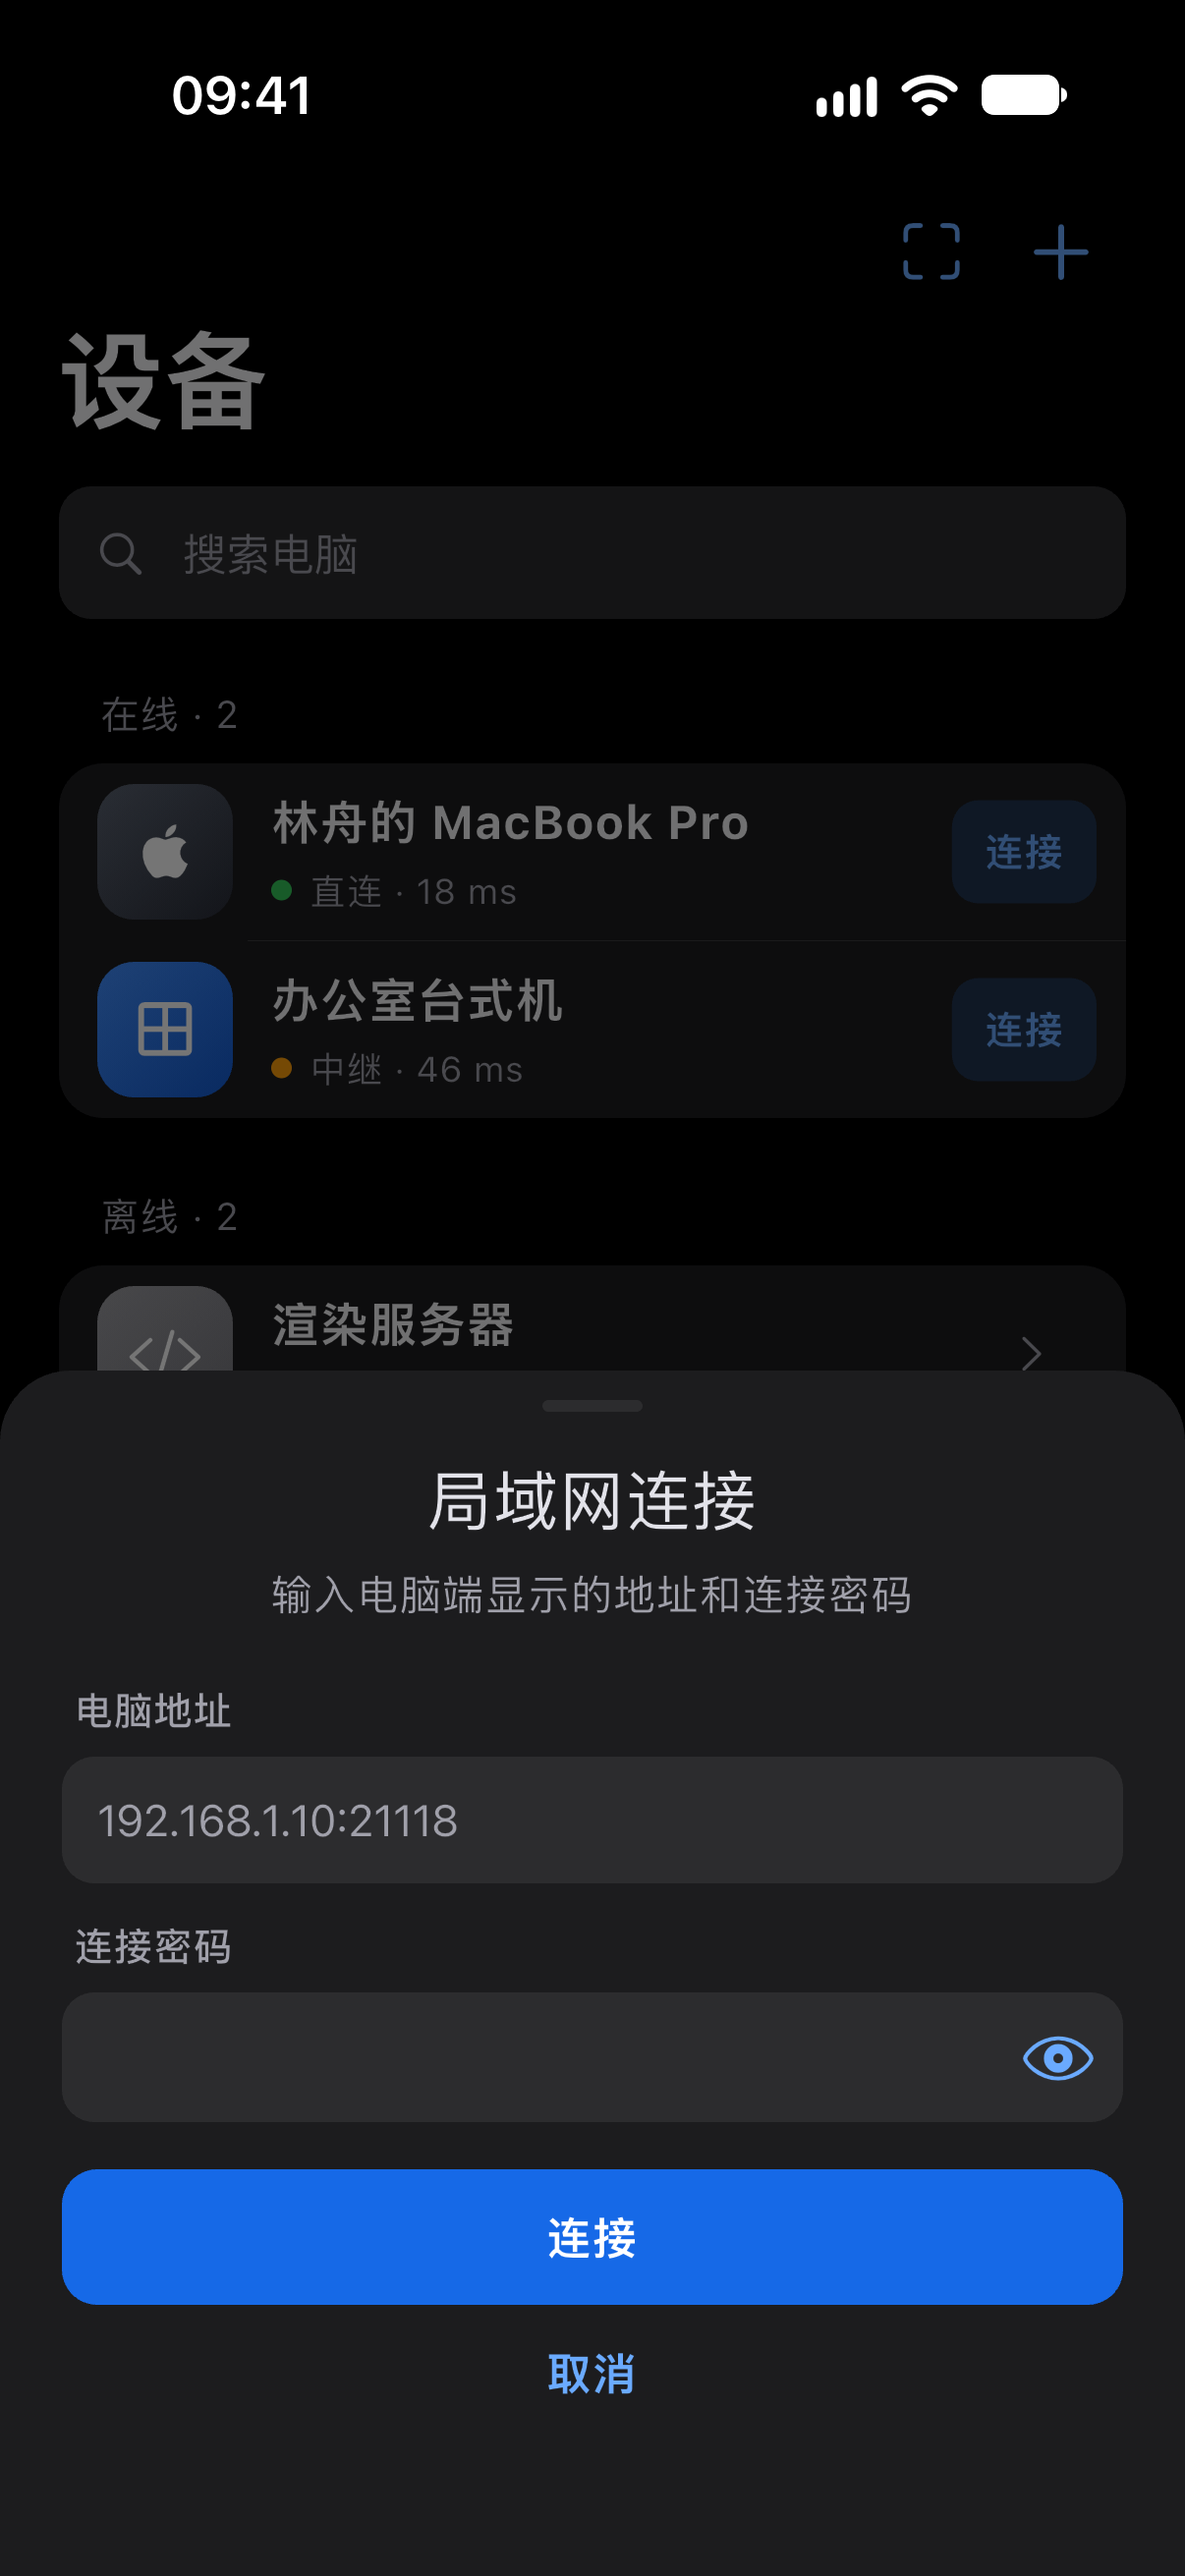 09:41
设备
搜索电脑
在线 · 2
林舟的 MacBook Pro
直连 · 18 ms
连接
办公室台式机
中继 · 46 ms
连接
离线 · 2
渲染服务器
局域网连接
输入电脑端显示的地址和连接密码
电脑地址
192.168.1.10:21118
连接密码
连接
取消